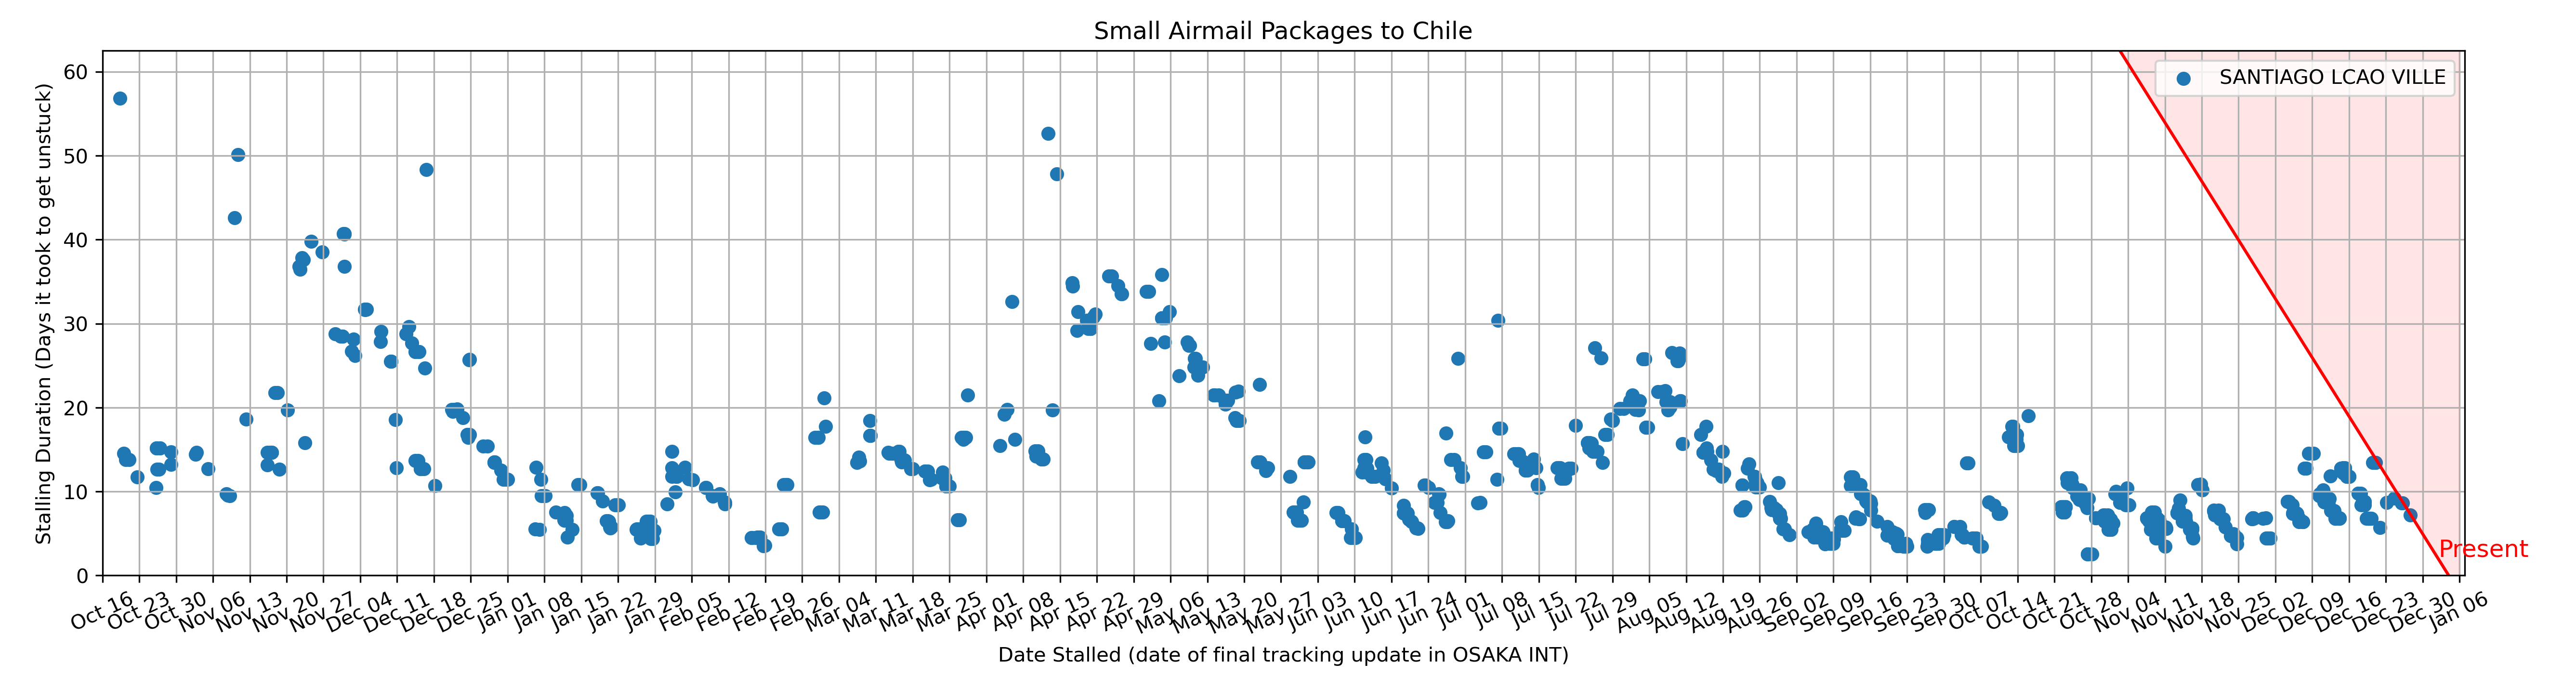 Small Airmail Packages to Chile
Stalling Duration (Days it took to get unstuck)
60
50
40
30
20
10
0
SANTIAGO LCAO VILLE
Present
Oct 16
Oct 23
Oct 30
Nov 06
Nov 13
Nov 20
Nov 27
Dec 04
Dec 11
Dec 18
Dec 25
Jan 01
Jan 08
Jan 15
Jan 22
Jan 29
Feb 05
Feb 12
Feb 19
Feb 26
Mar 04
Mar 11
Mar 18
Mar 25
Apr 01
Apr 08
Apr 15
Apr 22
Apr 29
May 06
May 13
May 20
May 27
Jun 03
Jun 10
Jun 17
Jun 24
Jul 01
Jul 08
Jul 15
Jul 22
Jul 29
Aug 05
Aug 12
Aug 19
Aug 26
Sep 02
Sep 09
Sep 16
Sep 23
Sep 30
Oct 07
Oct 14
Oct 21
Oct 28
Nov 04
Nov 11
Nov 18
Nov 25
Dec 02
Dec 09
Dec 16
Dec 23
Dec 30
Jan 06
Date Stalled (date of final tracking update in OSAKA INT)